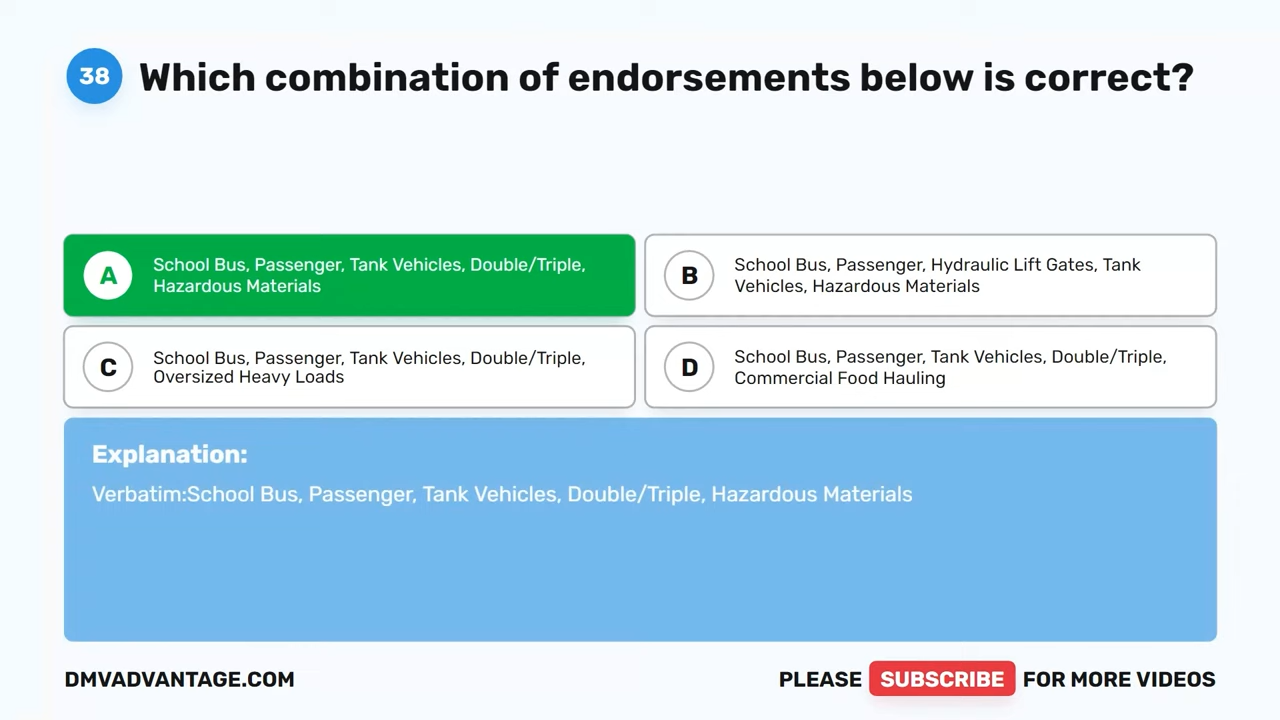 38 Which combination of endorsements below is correct?
A School Bus, Passenger, Tank Vehicles, Double/Triple,
Hazardous Materials
B School Bus, Passenger, Hydraulic Lift Gates, Tank
Vehicles, Hazardous Materials
C School Bus, Passenger, Tank Vehicles, Double/Triple,
Oversized Heavy Loads
D School Bus, Passenger, Tank Vehicles, Double/Triple,
Commercial Food Hauling
Explanation:
Verbatim:School Bus, Passenger, Tank Vehicles, Double/Triple, Hazardous Materials
DMVADVANTAGE.COM
PLEASE SUBSCRIBE FOR MORE VIDEOS